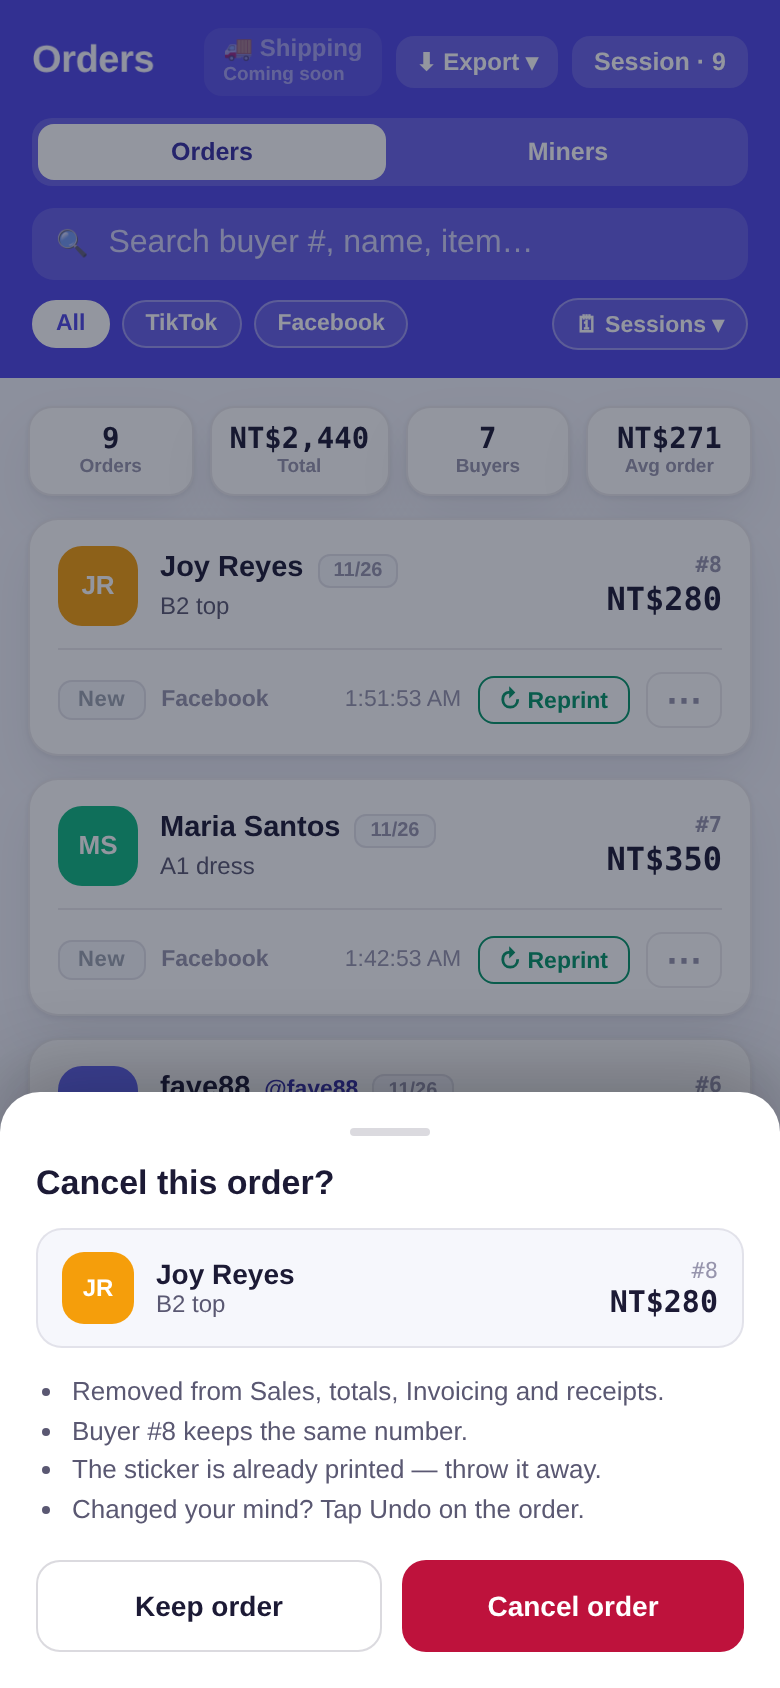 Orders
🚚 Shipping
Coming soon
⬇ Export ▾
Session · 9
Orders
Miners
🔍 Search buyer #, name, item…
All
TikTok
Facebook
🗓 Sessions ▾
9
Orders
NT$2,440
Total
7
Buyers
NT$271
Avg order
JR
Joy Reyes 11/26
B2 top
#8
NT$280
New Facebook 1:51:53 AM ↻ Reprint ⋯
MS
Maria Santos 11/26
A1 dress
#7
NT$350
New Facebook 1:42:53 AM ↻ Reprint ⋯
faye88 @faye88 11/26
#6
Cancel this order?
JR
Joy Reyes
B2 top
#8
NT$280
• Removed from Sales, totals, Invoicing and receipts.
• Buyer #8 keeps the same number.
• The sticker is already printed — throw it away.
• Changed your mind? Tap Undo on the order.
Keep order
Cancel order